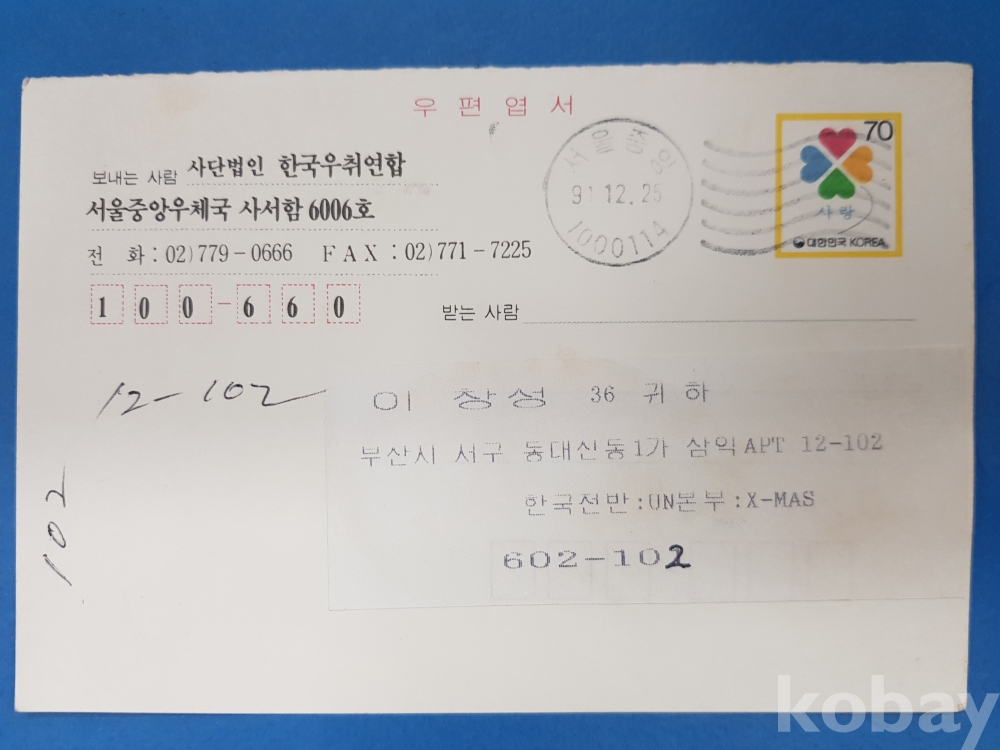 우편엽서
보내는 사람 사단법인 한국우취연합
서울중앙우체국 사서함 6006호
전 화 : 02) 779-0666 FAX : 02) 771-7225
100-660
서울중앙
91.12.25
1000114
70
사랑
대한민국 KOREA
받는 사람
12-102
102
이 창성 36 귀하
부산시 서구 동대신동1가 삼익APT 12-102
한국전반:UN본부:X-MAS
602-102
kobay